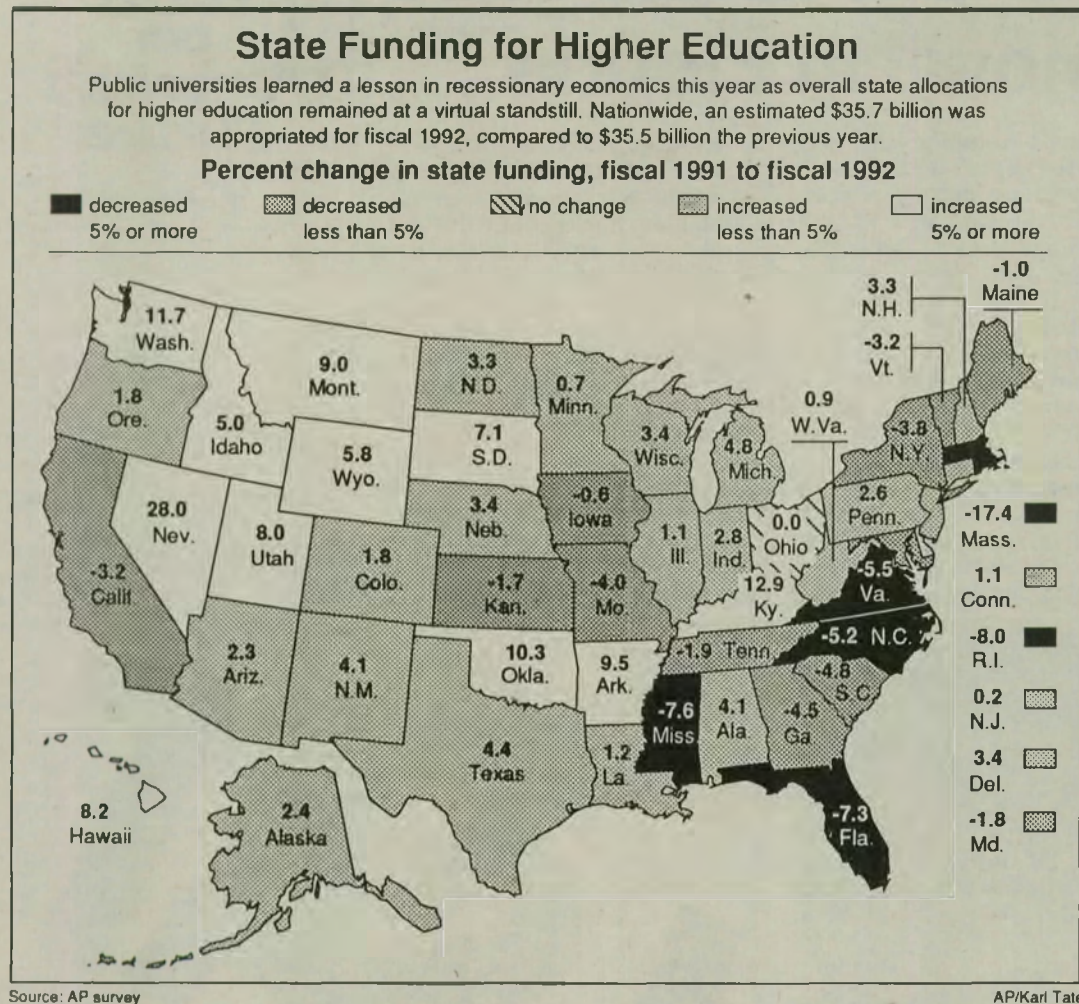 State Funding for Higher Education
Public universities learned a lesson in recessionary economics this year as overall state allocations
for higher education remained at a virtual standstill. Nationwide, an estimated $35.7 billion was
appropriated for fiscal 1992, compared to $35.5 billion the previous year.
Percent change in state funding, fiscal 1991 to fiscal 1992
decreased
5% or more
decreased
less than 5%
no change
increased
less than 5%
increased
5% or more
11.7
Wash.
1.8
Ore.
5.0
Idaho
9.0
Mont.
5.8
Wyo.
28.0
Nev.
8.0
Utah
-3.2
Calif.
2.3
Ariz.
1.8
Colo.
4.1
N.M.
3.3
N.D.
7.1
S.D.
3.4
Neb.
-1.7
Kan.
10.3
Okla.
4.4
Texas
0.7
Minn.
-0.6
Iowa
-4.0
Mo.
9.5
Ark.
1.2
La.
3.4
Wisc.
1.1
Ill.
4.8
Mich.
2.8
Ind.
0.0
Ohio
12.9
Ky.
-1.9 Tenn.
-7.6
Miss.
4.1
Ala.
-4.5
Ga.
-7.3
Fla.
-4.8
S.C.
-5.2 N.C.
-5.5
Va.
0.9
W.Va.
2.6
Penn.
-3.8
N.Y.
-3.2
Vt.
3.3
N.H.
-1.0
Maine
-17.4
Mass.
1.1
Conn.
-8.0
R.I.
0.2
N.J.
3.4
Del.
-1.8
Md.
8.2
Hawaii
2.4
Alaska
Source: AP survey
AP/Karl Tate